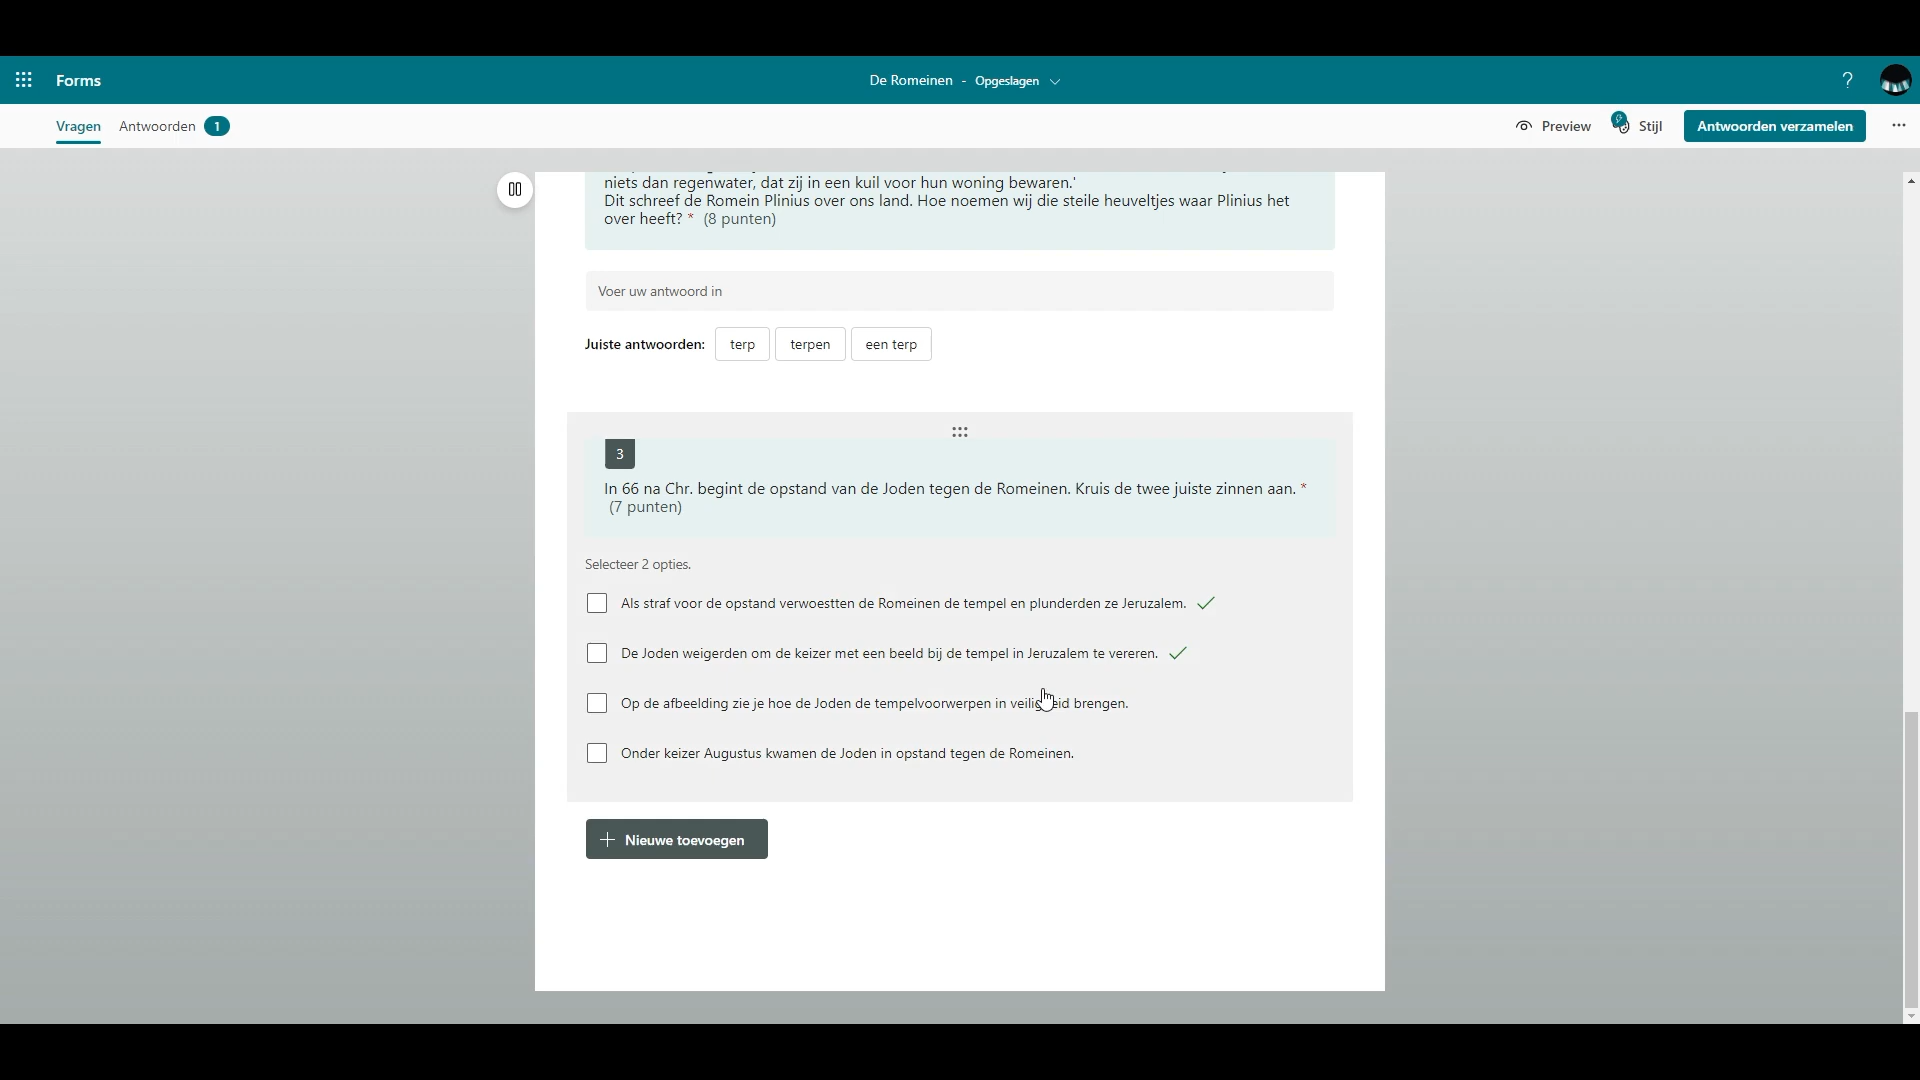 Forms
De Romeinen - Opgeslagen
?
Vragen Antwoorden 1
Preview Stijl Antwoorden verzamelen ...
niets dan regenwater, dat zij in een kuil voor hun woning bewaren.'
Dit schreef de Romein Plinius over ons land. Hoe noemen wij die steile heuveltjes waar Plinius het
over heeft? * (8 punten)
Voer uw antwoord in
Juiste antwoorden: terp terpen een terp
3
In 66 na Chr. begint de opstand van de Joden tegen de Romeinen. Kruis de twee juiste zinnen aan. *
(7 punten)
Selecteer 2 opties.
Als straf voor de opstand verwoestten de Romeinen de tempel en plunderden ze Jeruzalem.
De Joden weigerden om de keizer met een beeld bij de tempel in Jeruzalem te vereren.
Op de afbeelding zie je hoe de Joden de tempelvoorwerpen in veiligheid brengen.
Onder keizer Augustus kwamen de Joden in opstand tegen de Romeinen.
+ Nieuwe toevoegen